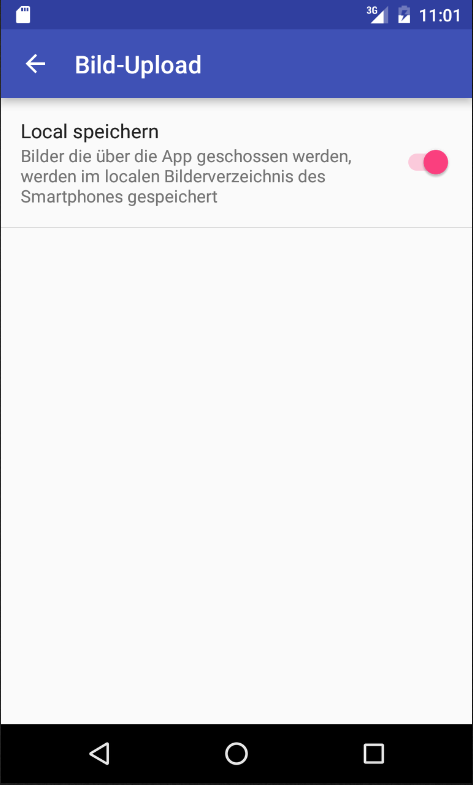 3G 11:01
Bild-Upload
Local speichern
Bilder die über die App geschossen werden,
werden im localen Bilderverzeichnis des
Smartphones gespeichert